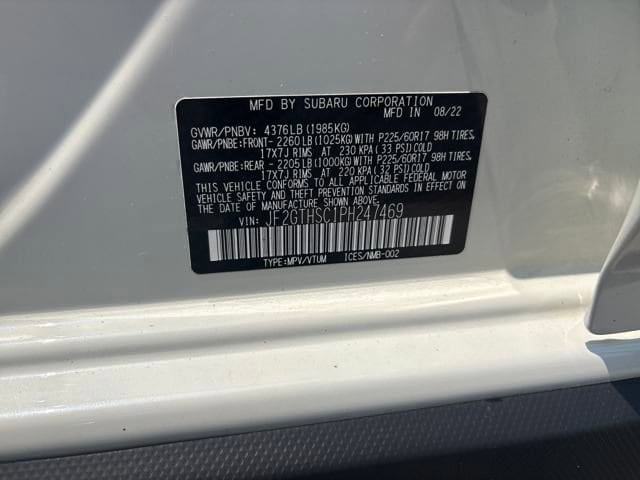 MFD BY SUBARU CORPORATION
MFD IN 08/22
GVWR/PNBV: 4376LB (1985KG)
GAWR/PNBE:FRONT- 2260LB (1025KG)WITH P225/60R17 98H TIRES,
17X7J RIMS AT 230 KPA (33 PSI)COLD
GAWR/PNBE:REAR - 2205LB (1000KG)WITH P225/60R17 98H TIRES,
17X7J RIMS AT 220 KPA (32 PSI)COLD
THIS VEHICLE CONFORMS TO ALL APPLICABLE FEDERAL MOTOR
VEHICLE SAFETY AND THEFT PREVENTION STANDARDS IN EFFECT ON
THE DATE OF MANUFACTURE SHOWN ABOVE.
VIN: JF2GTHSC1PH247469
TYPE:MPV/VTUM ICES/NMB-002